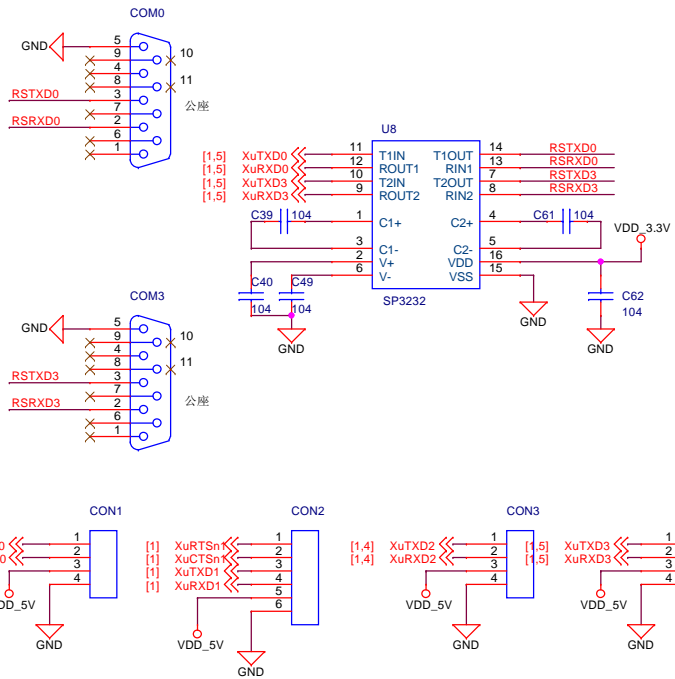 COM0
GND
5
9
4
8
3
7
2
6
1
10
11
RSTXD0
RSRXD0
公座
U8
[1,5] XuTXD0 11 T1IN T1OUT 14 RSTXD0
[1,5] XuRXD0 12 ROUT1 RIN1 13 RSRXD0
[1,5] XuTXD3 10 T2IN T2OUT 7 RSTXD3
[1,5] XuRXD3 9 ROUT2 RIN2 8 RSRXD3
C39 104 1 C1+ C2+ 4 C61 104
VDD_3.3V
3 C1- C2- 5
2 V+ VDD 16
6 V- VSS 15
C40 C49
104 104
SP3232
C62
104
GND
GND
GND
COM3
GND
5
9
4
8
3
7
2
6
1
10
11
RSTXD3
RSRXD3
公座
CON1
1
2
3
4
0
0
DD_5V
GND
CON2
[1] XuRTSn1 1
[1] XuCTSn1 2
[1] XuTXD1 3
[1] XuRXD1 4
5
6
VDD_5V
GND
CON3
[1,4] XuTXD2 1
[1,4] XuRXD2 2
3
4
VDD_5V
GND
[1,5] XuTXD3 1
[1,5] XuRXD3 2
3
4
VDD_5V
GND